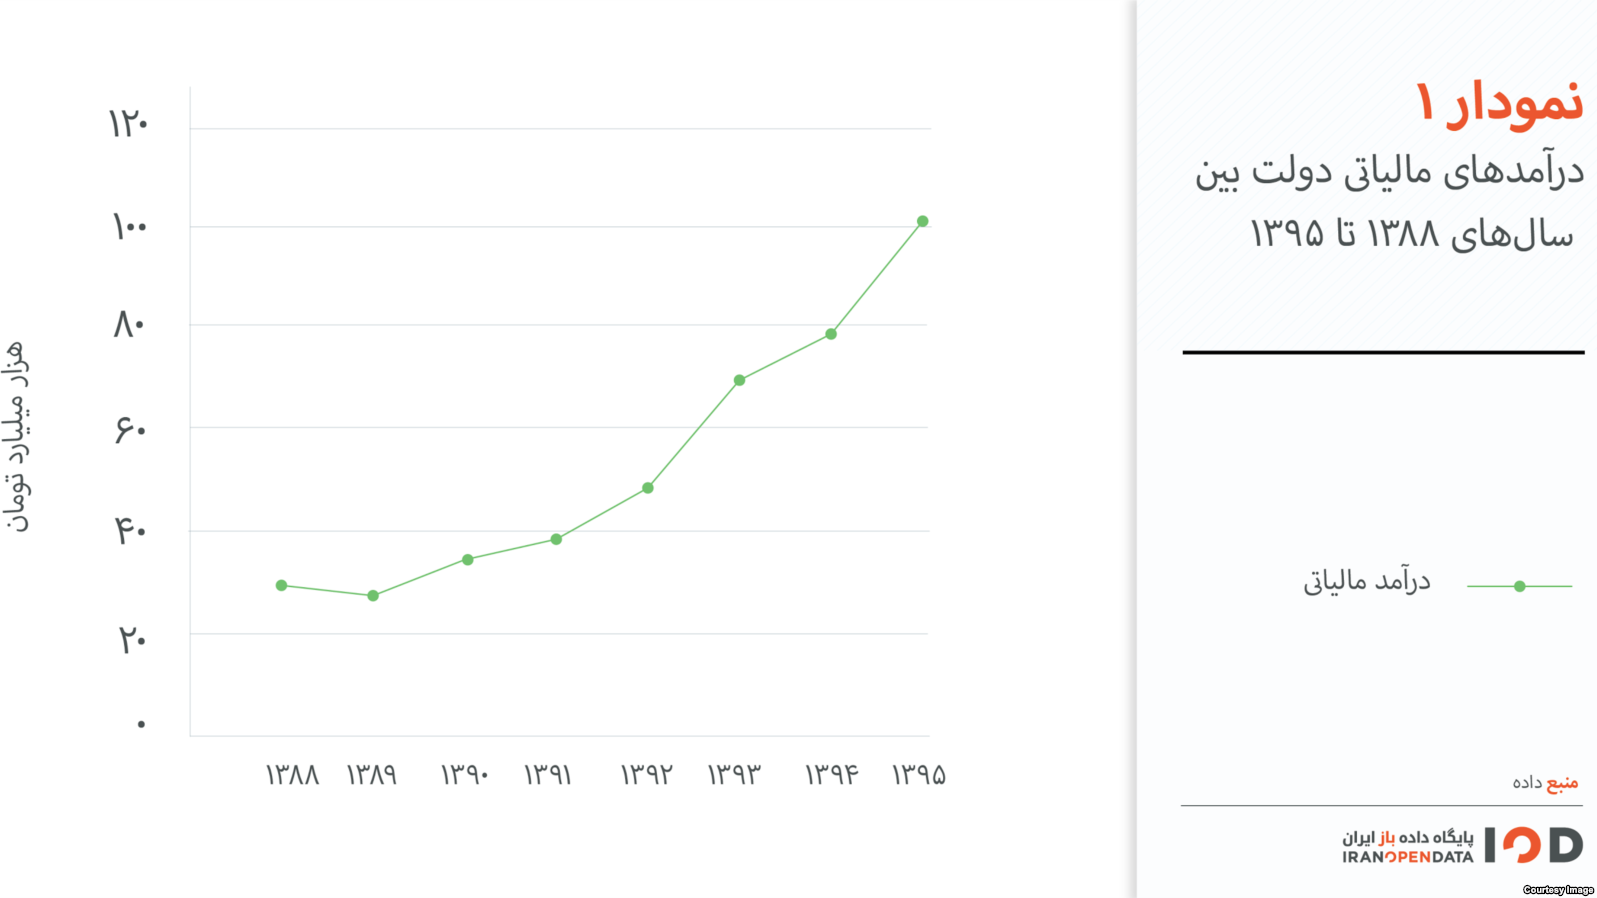 نمودار ۱
درآمدهای مالیاتی دولت بین
سال‌های ۱۳۸۸ تا ۱۳۹۵
هزار میلیارد تومان
۱۲۰
۱۰۰
۸۰
۶۰
۴۰
۲۰
۰
۱۳۸۸ ۱۳۸۹ ۱۳۹۰ ۱۳۹۱ ۱۳۹۲ ۱۳۹۳ ۱۳۹۴ ۱۳۹۵
درآمد مالیاتی
منبع داده
پایگاه داده باز ایران
IRANOPENDATA
IOD
Courtesy Image